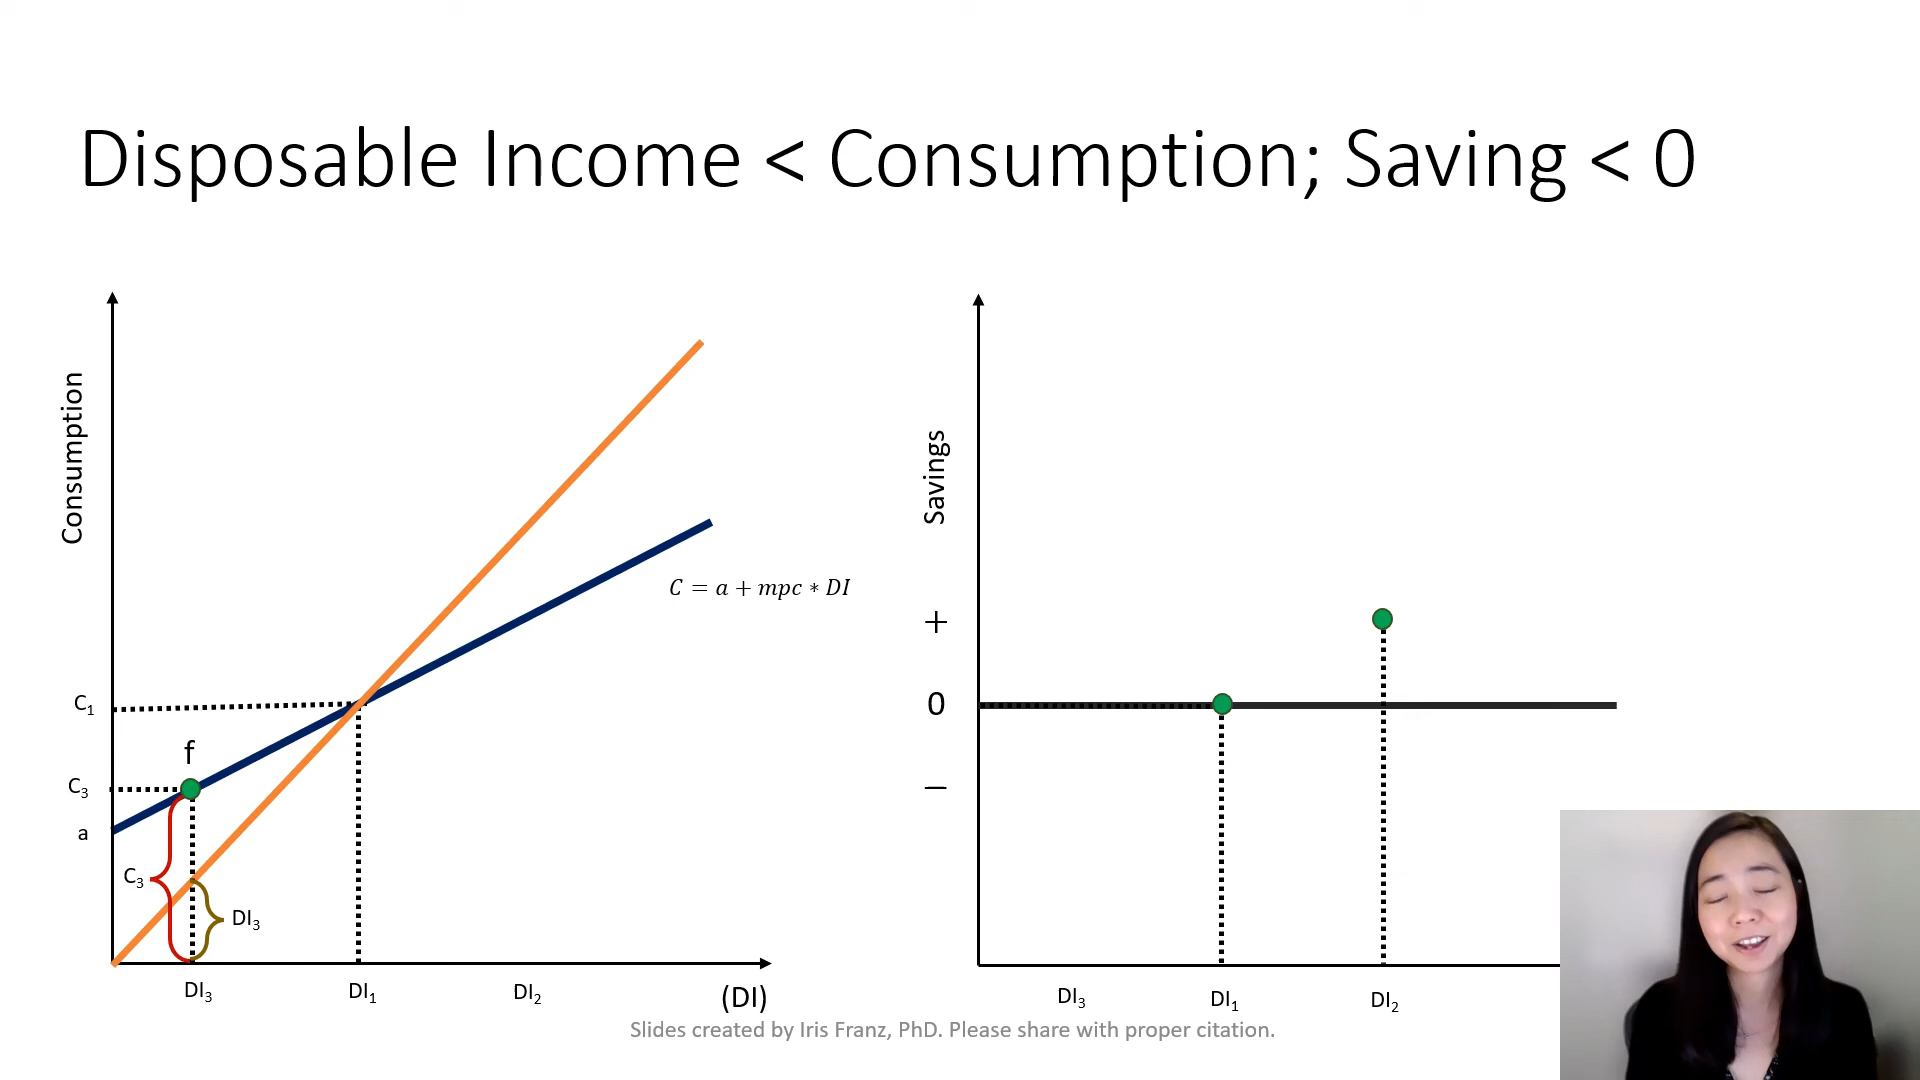 Disposable Income < Consumption; Saving < 0
Consumption
C = a + mpc ∗ DI
C₁
f
C₃
a
C₃
DI₃
DI₃
DI₁
DI₂
(DI)
Savings
+
0
−
DI₃
DI₁
DI₂
Slides created by Iris Franz, PhD. Please share with proper citation.